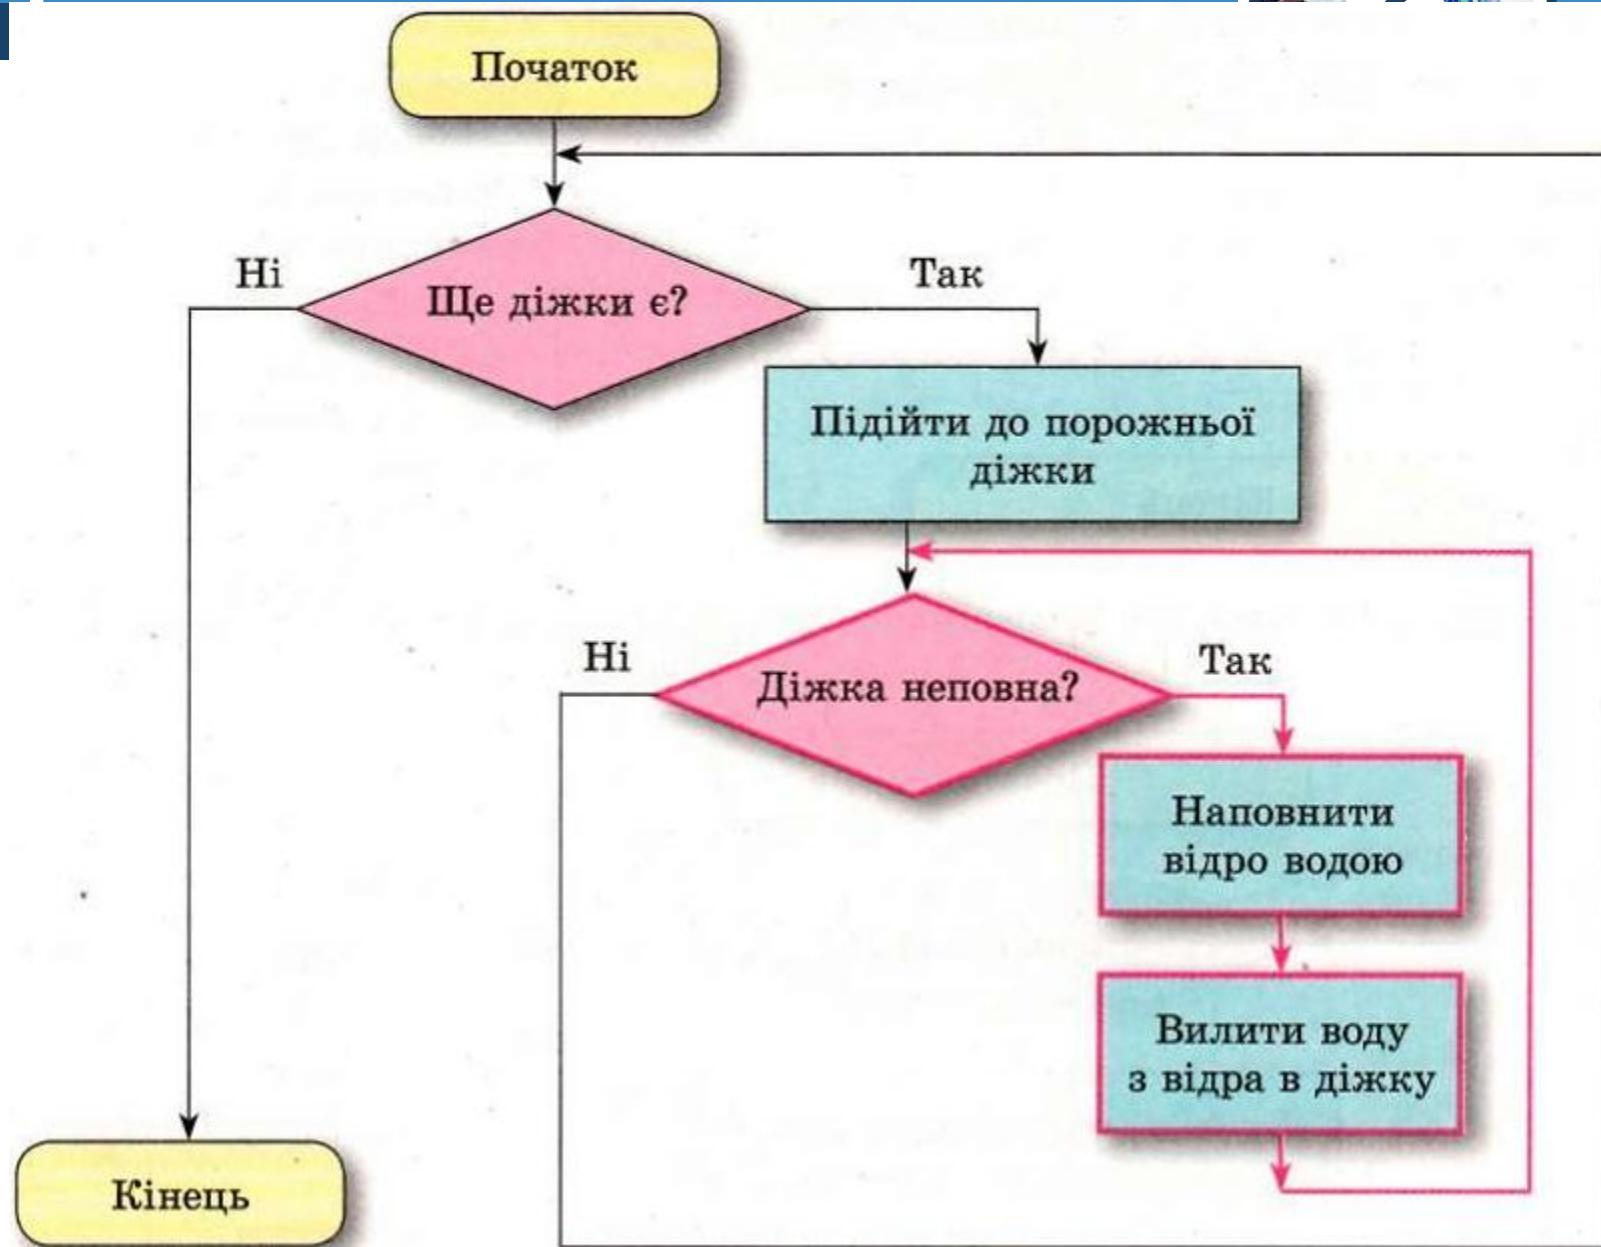 Початок
Ні
Так
Ще діжки є?
Підійти до порожньої
діжки
Ні
Так
Діжка неповна?
Наповнити
відро водою
Вилити воду
з відра в діжку
Кінець